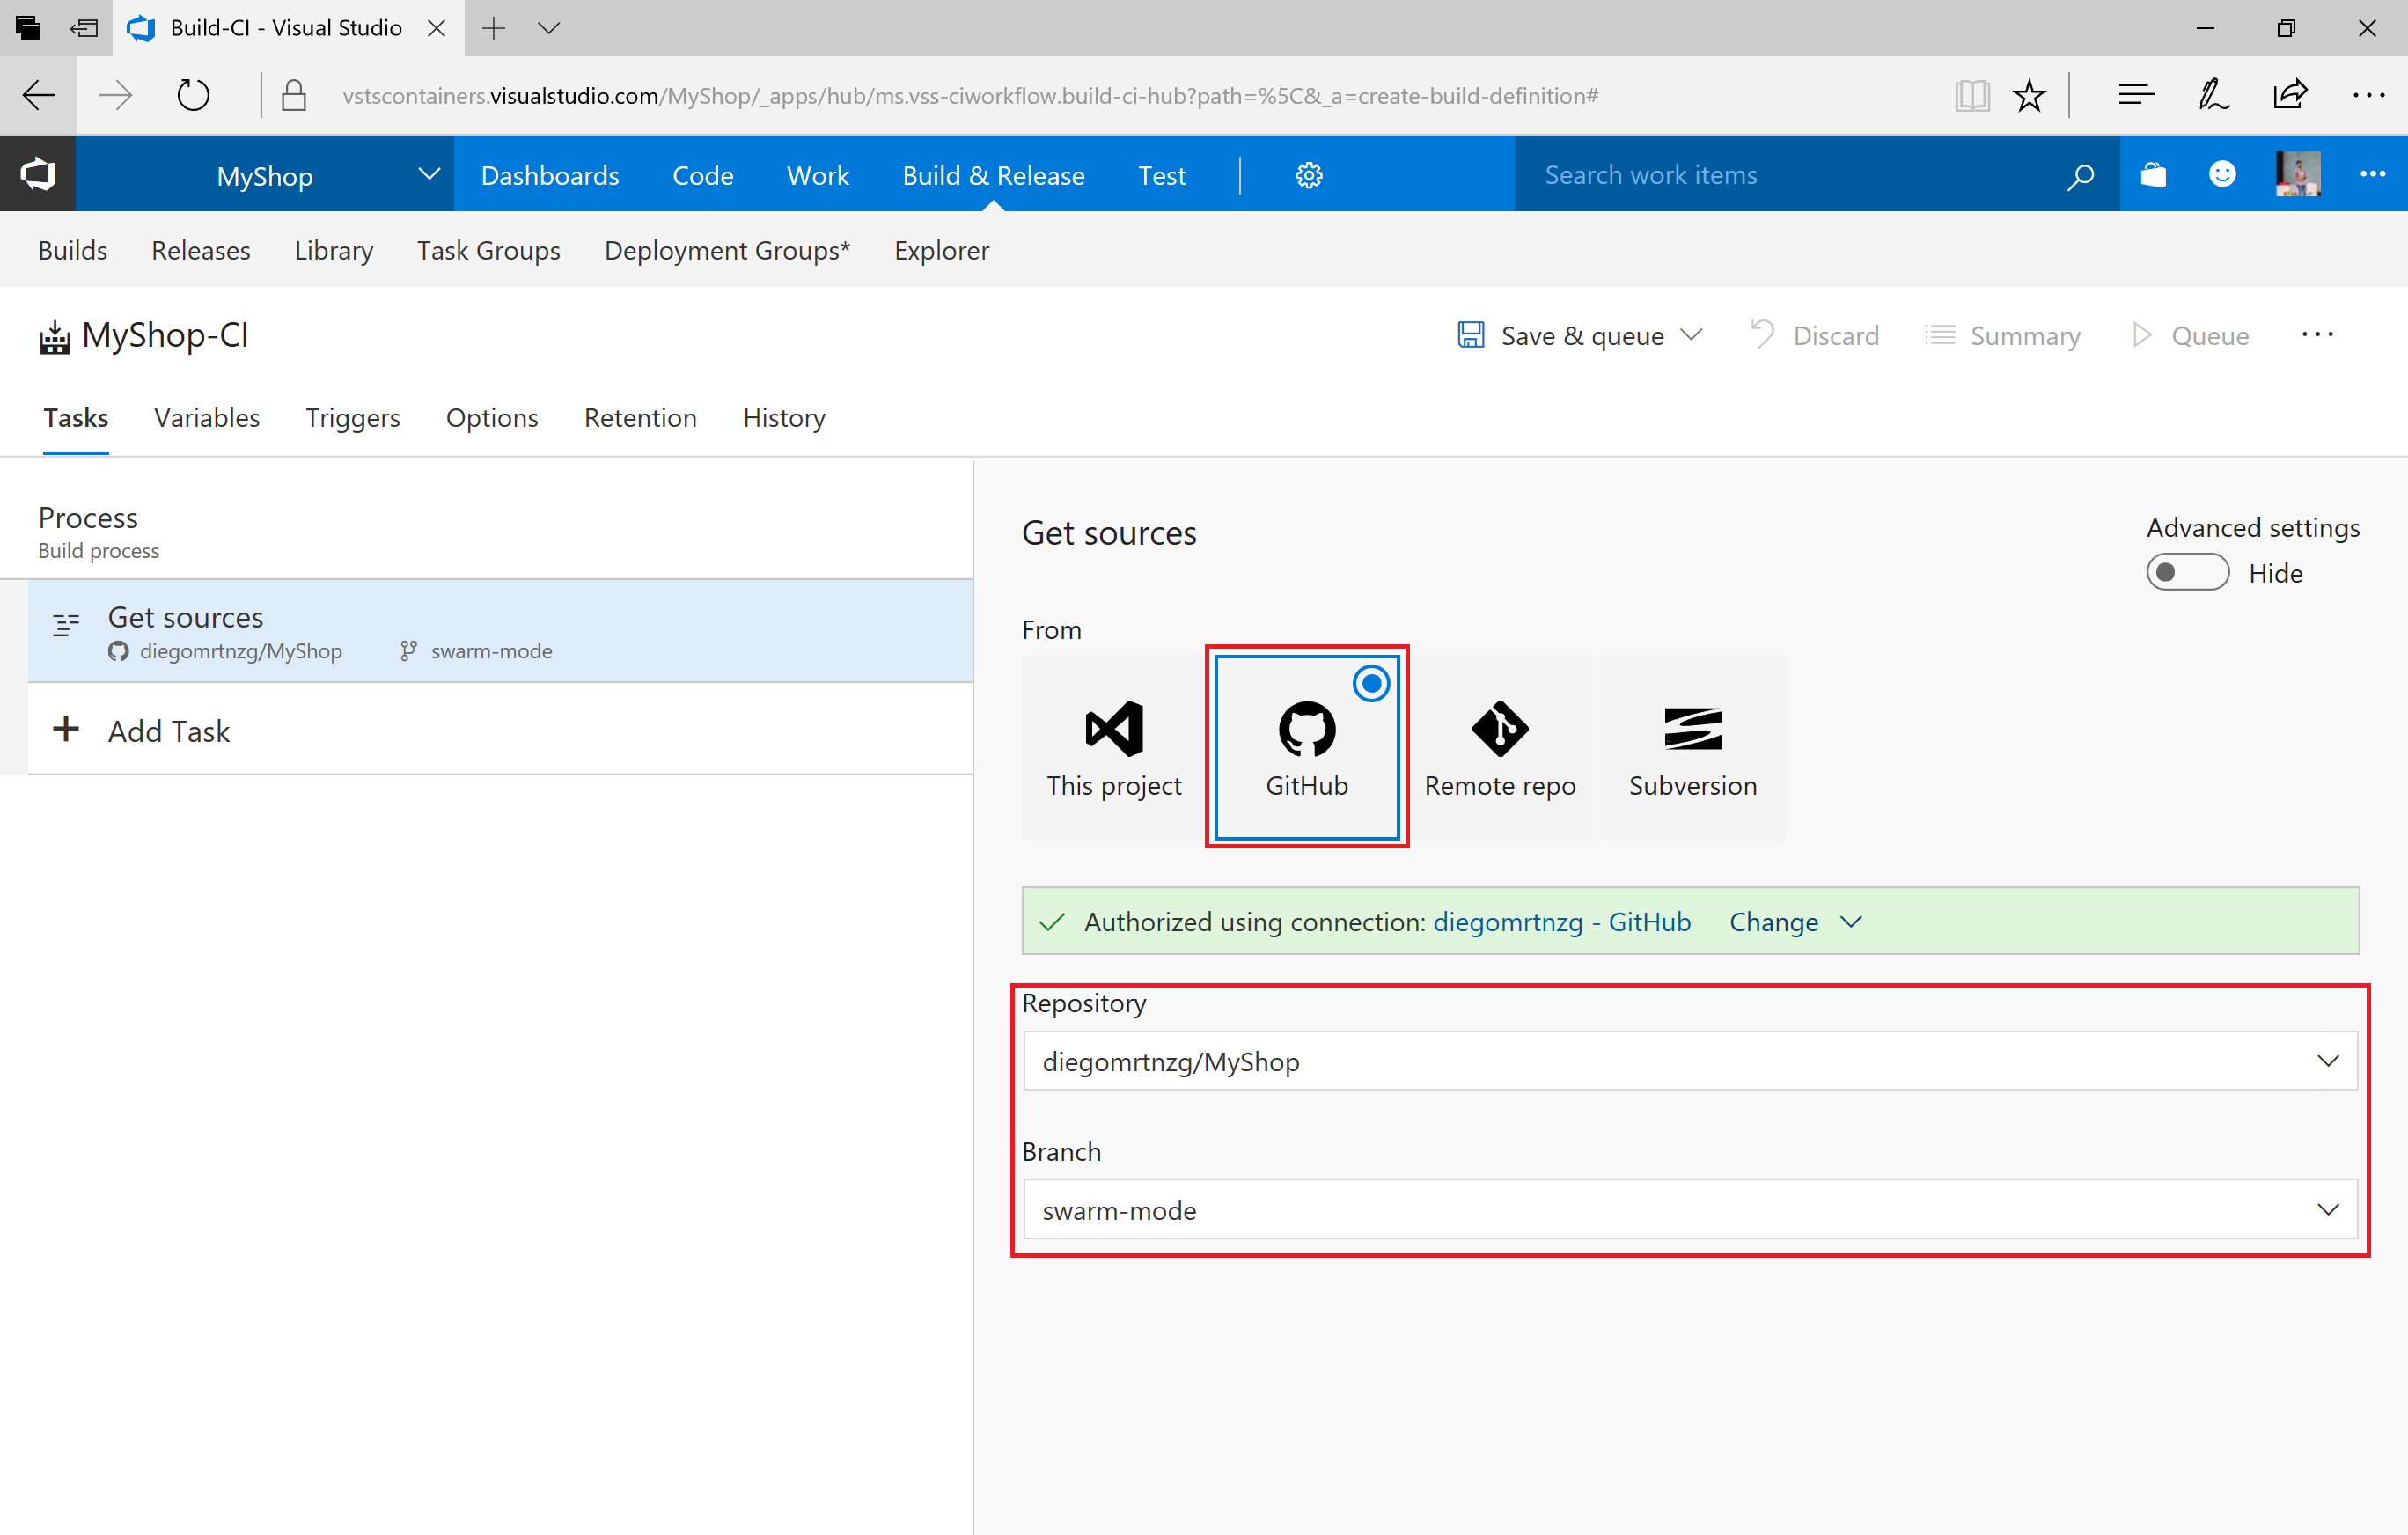 Build-CI - Visual Studio
vstscontainers.visualstudio.com/MyShop/_apps/hub/ms.vss-ciworkflow.build-ci-hub?path=%5C&_a=create-build-definition#
MyShop Dashboards Code Work Build & Release Test Search work items
Builds Releases Library Task Groups Deployment Groups* Explorer
MyShop-CI Save & queue Discard Summary Queue
Tasks Variables Triggers Options Retention History
Process
Build process
Get sources
diegomrtnzg/MyShop swarm-mode
Add Task
Get sources
Advanced settings
Hide
From
This project GitHub Remote repo Subversion
Authorized using connection: diegomrtnzg - GitHub Change
Repository
diegomrtnzg/MyShop
Branch
swarm-mode